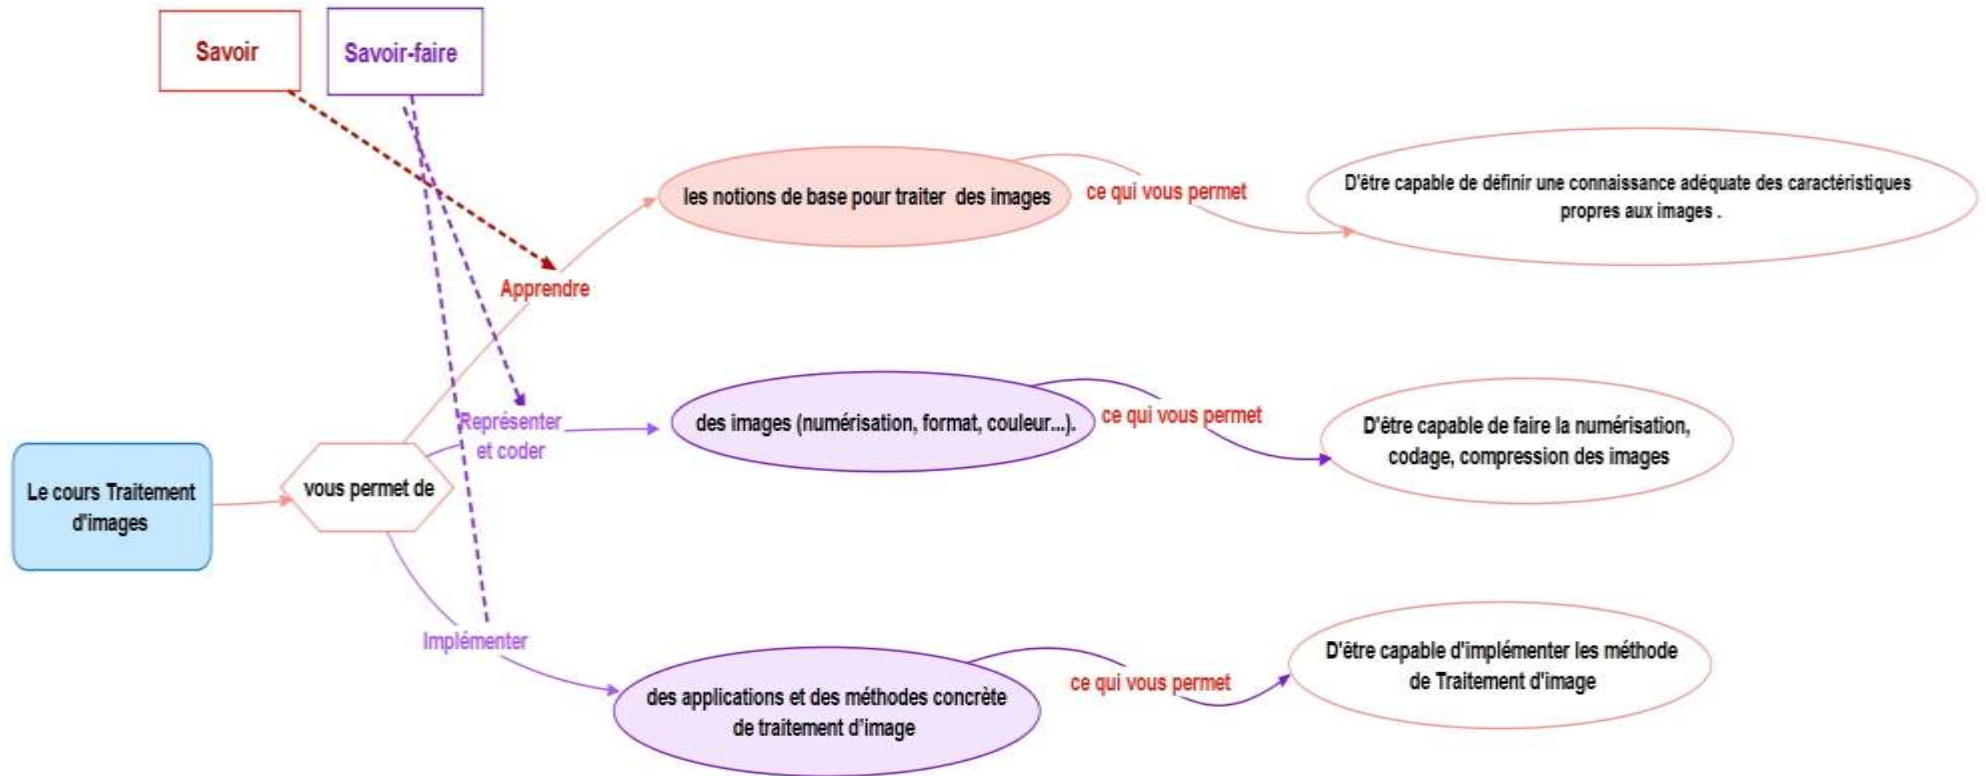 Savoir
Savoir-faire
les notions de base pour traiter des images
ce qui vous permet
D'être capable de définir une connaissance adéquate des caractéristiques
propres aux images .
Apprendre
Représenter
et coder
des images (numérisation, format, couleur...).
ce qui vous permet
D'être capable de faire la numérisation,
codage, compression des images
Le cours Traitement
d'images
vous permet de
Implémenter
des applications et des méthodes concrète
de traitement d'image
ce qui vous permet
D'être capable d'implémenter les méthode
de Traitement d'image